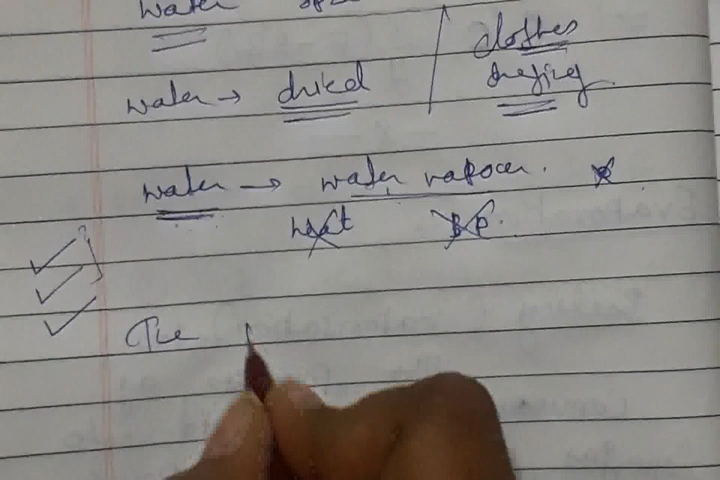 water
water → dried
clothes
drying
water → water vapour.
heat B.P.
The